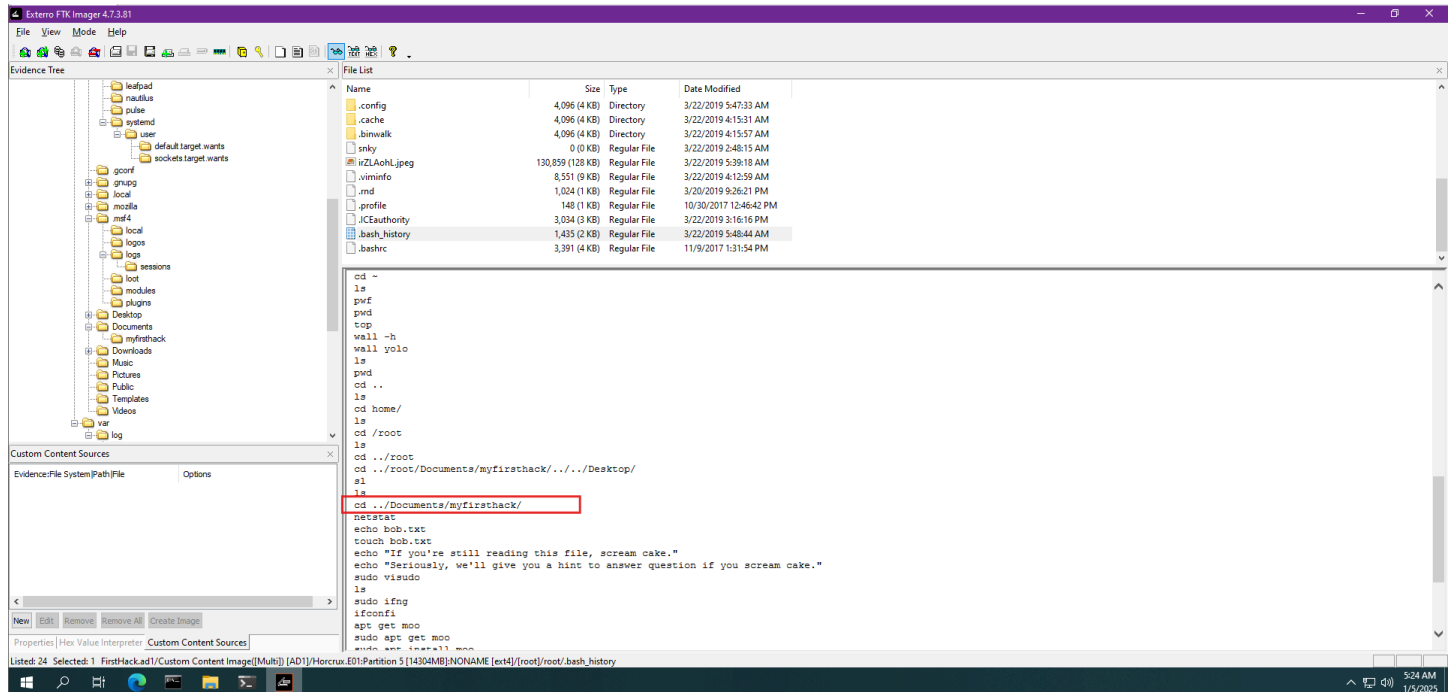 Exterro FTK Imager 4.7.3.81
File View Mode Help
Evidence Tree
leafpad
nautilus
pulse
systemd
user
default.target.wants
sockets.target.wants
.gconf
.gnupg
.local
.mozilla
.msf4
local
logos
logs
sessions
loot
modules
plugins
Desktop
Documents
myfirsthack
Downloads
Music
Pictures
Public
Templates
Videos
var
log
Custom Content Sources
Evidence:File System|Path|File Options
New Edit Remove Remove All Create Image
Properties Hex Value Interpreter Custom Content Sources
File List
Name Size Type Date Modified
.config 4,096 (4 KB) Directory 3/22/2019 5:47:33 AM
.cache 4,096 (4 KB) Directory 3/22/2019 4:15:31 AM
.binwalk 4,096 (4 KB) Directory 3/22/2019 4:15:57 AM
snky 0 (0 KB) Regular File 3/22/2019 2:48:15 AM
irZLAohL.jpeg 130,859 (128 KB) Regular File 3/22/2019 5:39:18 AM
.viminfo 8,551 (9 KB) Regular File 3/22/2019 4:12:59 AM
.rnd 1,024 (1 KB) Regular File 3/20/2019 9:26:21 PM
.profile 148 (1 KB) Regular File 10/30/2017 12:46:42 PM
.ICEauthority 3,034 (3 KB) Regular File 3/22/2019 3:16:16 PM
.bash_history 1,435 (2 KB) Regular File 3/22/2019 5:48:44 AM
.bashrc 3,391 (4 KB) Regular File 11/9/2017 1:31:54 PM
cd ~
ls
pwf
pwd
top
wall -h
wall yolo
ls
pwd
cd ..
ls
cd home/
ls
cd /root
ls
cd ../root
cd ../root/Documents/myfirsthack/../../Desktop/
sl
ls
cd ../Documents/myfirsthack/
netstat
echo bob.txt
touch bob.txt
echo "If you're still reading this file, scream cake."
echo "Seriously, we'll give you a hint to answer question if you scream cake."
sudo visudo
ls
sudo ifng
ifconfi
apt get moo
sudo apt get moo
sudo apt install moo
Listed: 24 Selected: 1 FirstHack.ad1/Custom Content Image([Multi]) [AD1]/Horcrux.E01:Partition 5 [14304MB]:NONAME [ext4]/[root]/root/.bash_history
5:24 AM
1/5/2025